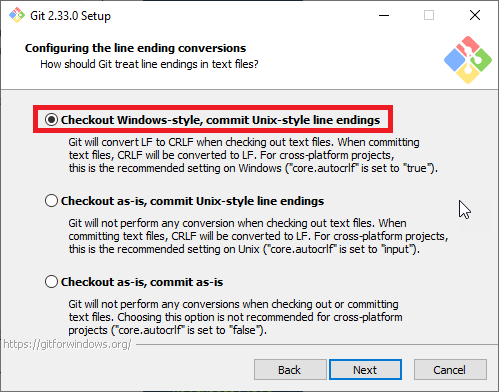 Git 2.33.0 Setup
Configuring the line ending conversions
How should Git treat line endings in text files?
Checkout Windows-style, commit Unix-style line endings
Git will convert LF to CRLF when checking out text files. When committing
text files, CRLF will be converted to LF. For cross-platform projects,
this is the recommended setting on Windows ("core.autocrlf" is set to "true").
Checkout as-is, commit Unix-style line endings
Git will not perform any conversion when checking out text files. When
committing text files, CRLF will be converted to LF. For cross-platform projects,
this is the recommended setting on Unix ("core.autocrlf" is set to "input").
Checkout as-is, commit as-is
Git will not perform any conversions when checking out or committing
text files. Choosing this option is not recommended for cross-platform
projects ("core.autocrlf" is set to "false").
https://gitforwindows.org/
Back Next Cancel